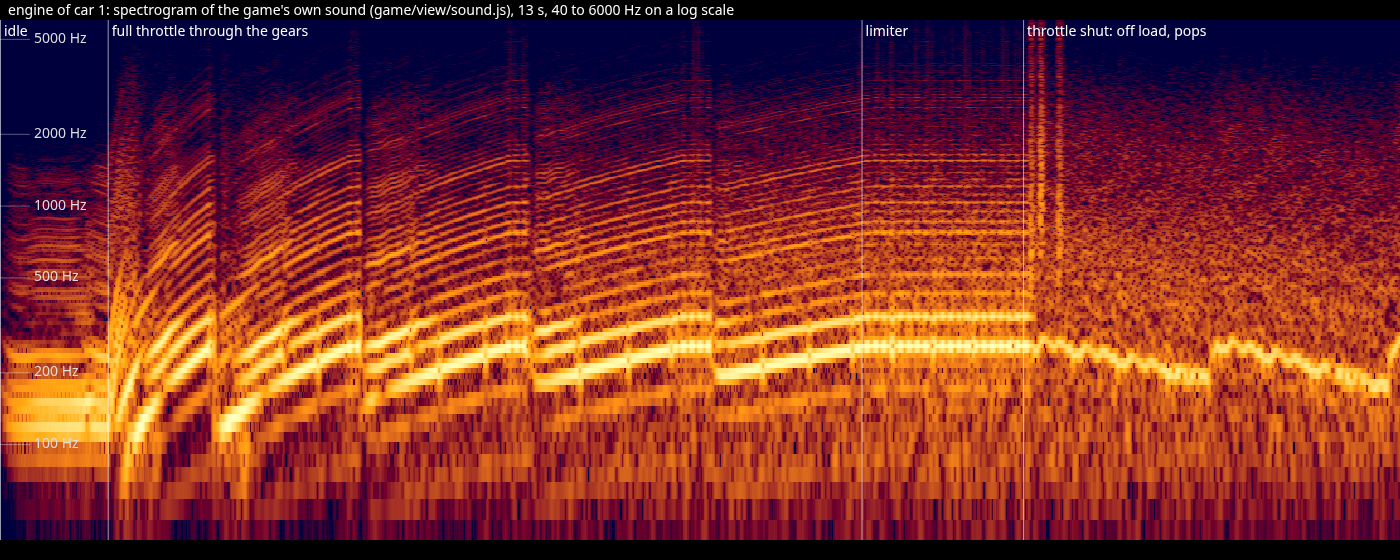 engine of car 1: spectrogram of the game's own sound (game/view/sound.js), 13 s, 40 to 6000 Hz on a log scale
idle
full throttle through the gears
limiter
throttle shut: off load, pops
5000 Hz
2000 Hz
1000 Hz
500 Hz
200 Hz
100 Hz